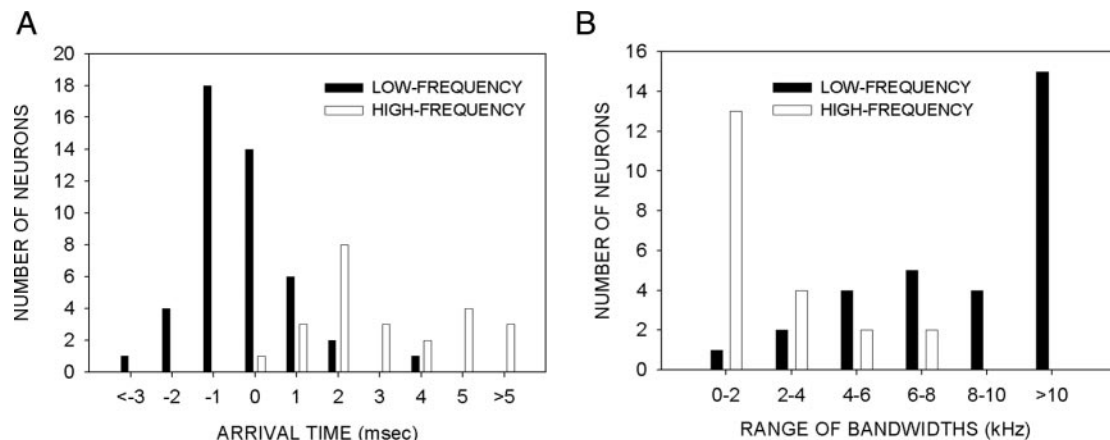 A
20
18
16
14
12
10
8
6
4
2
0
NUMBER OF NEURONS
LOW-FREQUENCY
HIGH-FREQUENCY
<-3 -2 -1 0 1 2 3 4 5 >5
ARRIVAL TIME (msec)
B
16
14
12
10
8
6
4
2
0
NUMBER OF NEURONS
LOW-FREQUENCY
HIGH-FREQUENCY
0-2 2-4 4-6 6-8 8-10 >10
RANGE OF BANDWIDTHS (kHz)